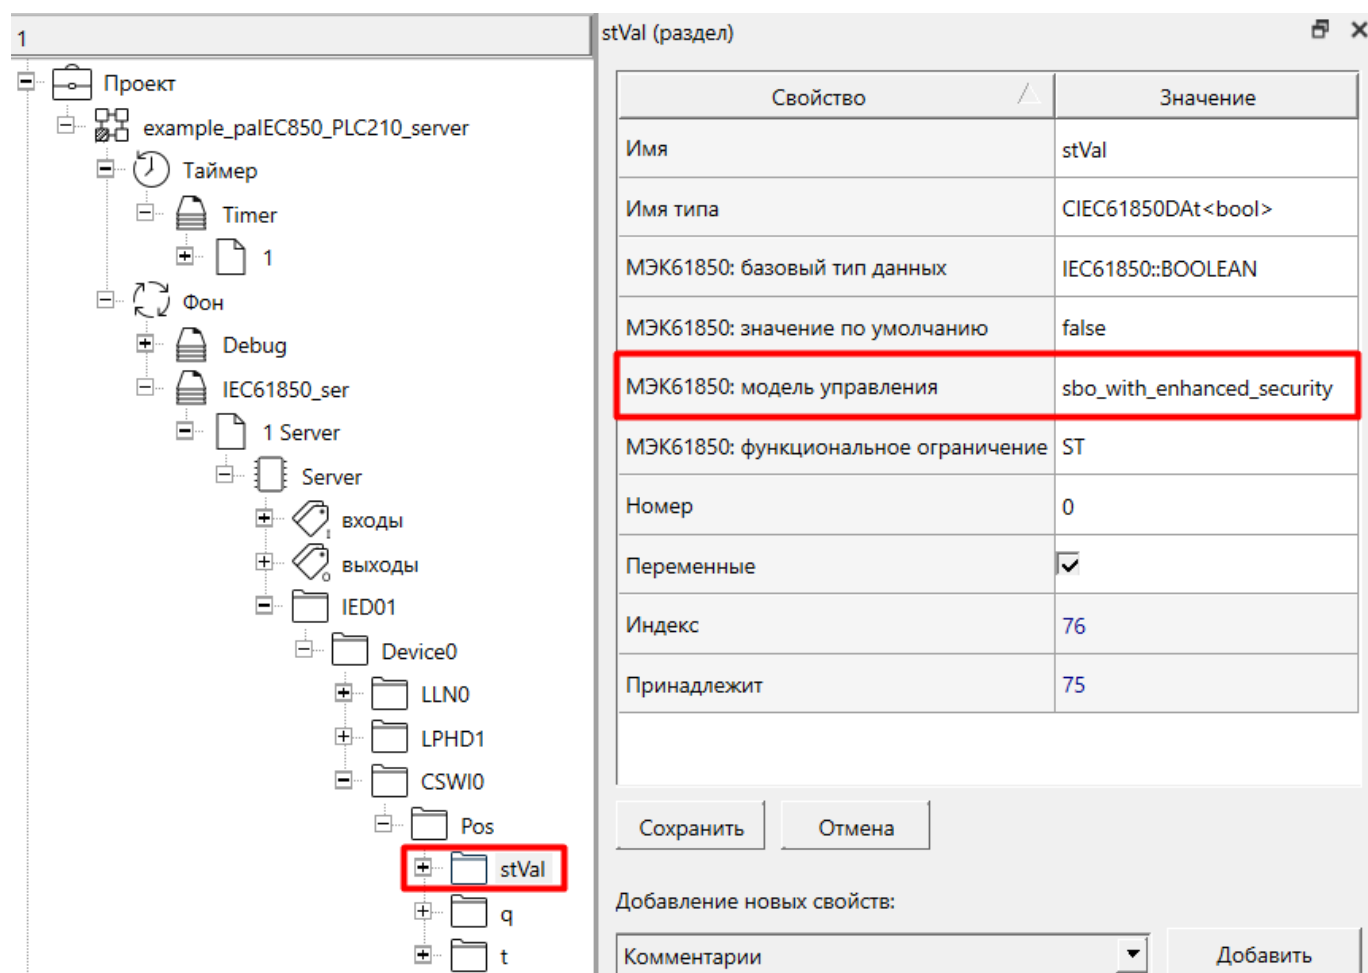 1
Проект
example_paIEC850_PLC210_server
Таймер
Timer
1
Фон
Debug
IEC61850_ser
1 Server
Server
входы
выходы
IED01
Device0
LLN0
LPHD1
CSWI0
Pos
stVal
q
t
stVal (раздел)
Свойство Значение
Имя stVal
Имя типа CIEC61850DAt<bool>
МЭК61850: базовый тип данных IEC61850::BOOLEAN
МЭК61850: значение по умолчанию false
МЭК61850: модель управления sbo_with_enhanced_security
МЭК61850: функциональное ограничение ST
Номер 0
Переменные
Индекс 76
Принадлежит 75
Сохранить Отмена
Добавление новых свойств:
Комментарии Добавить